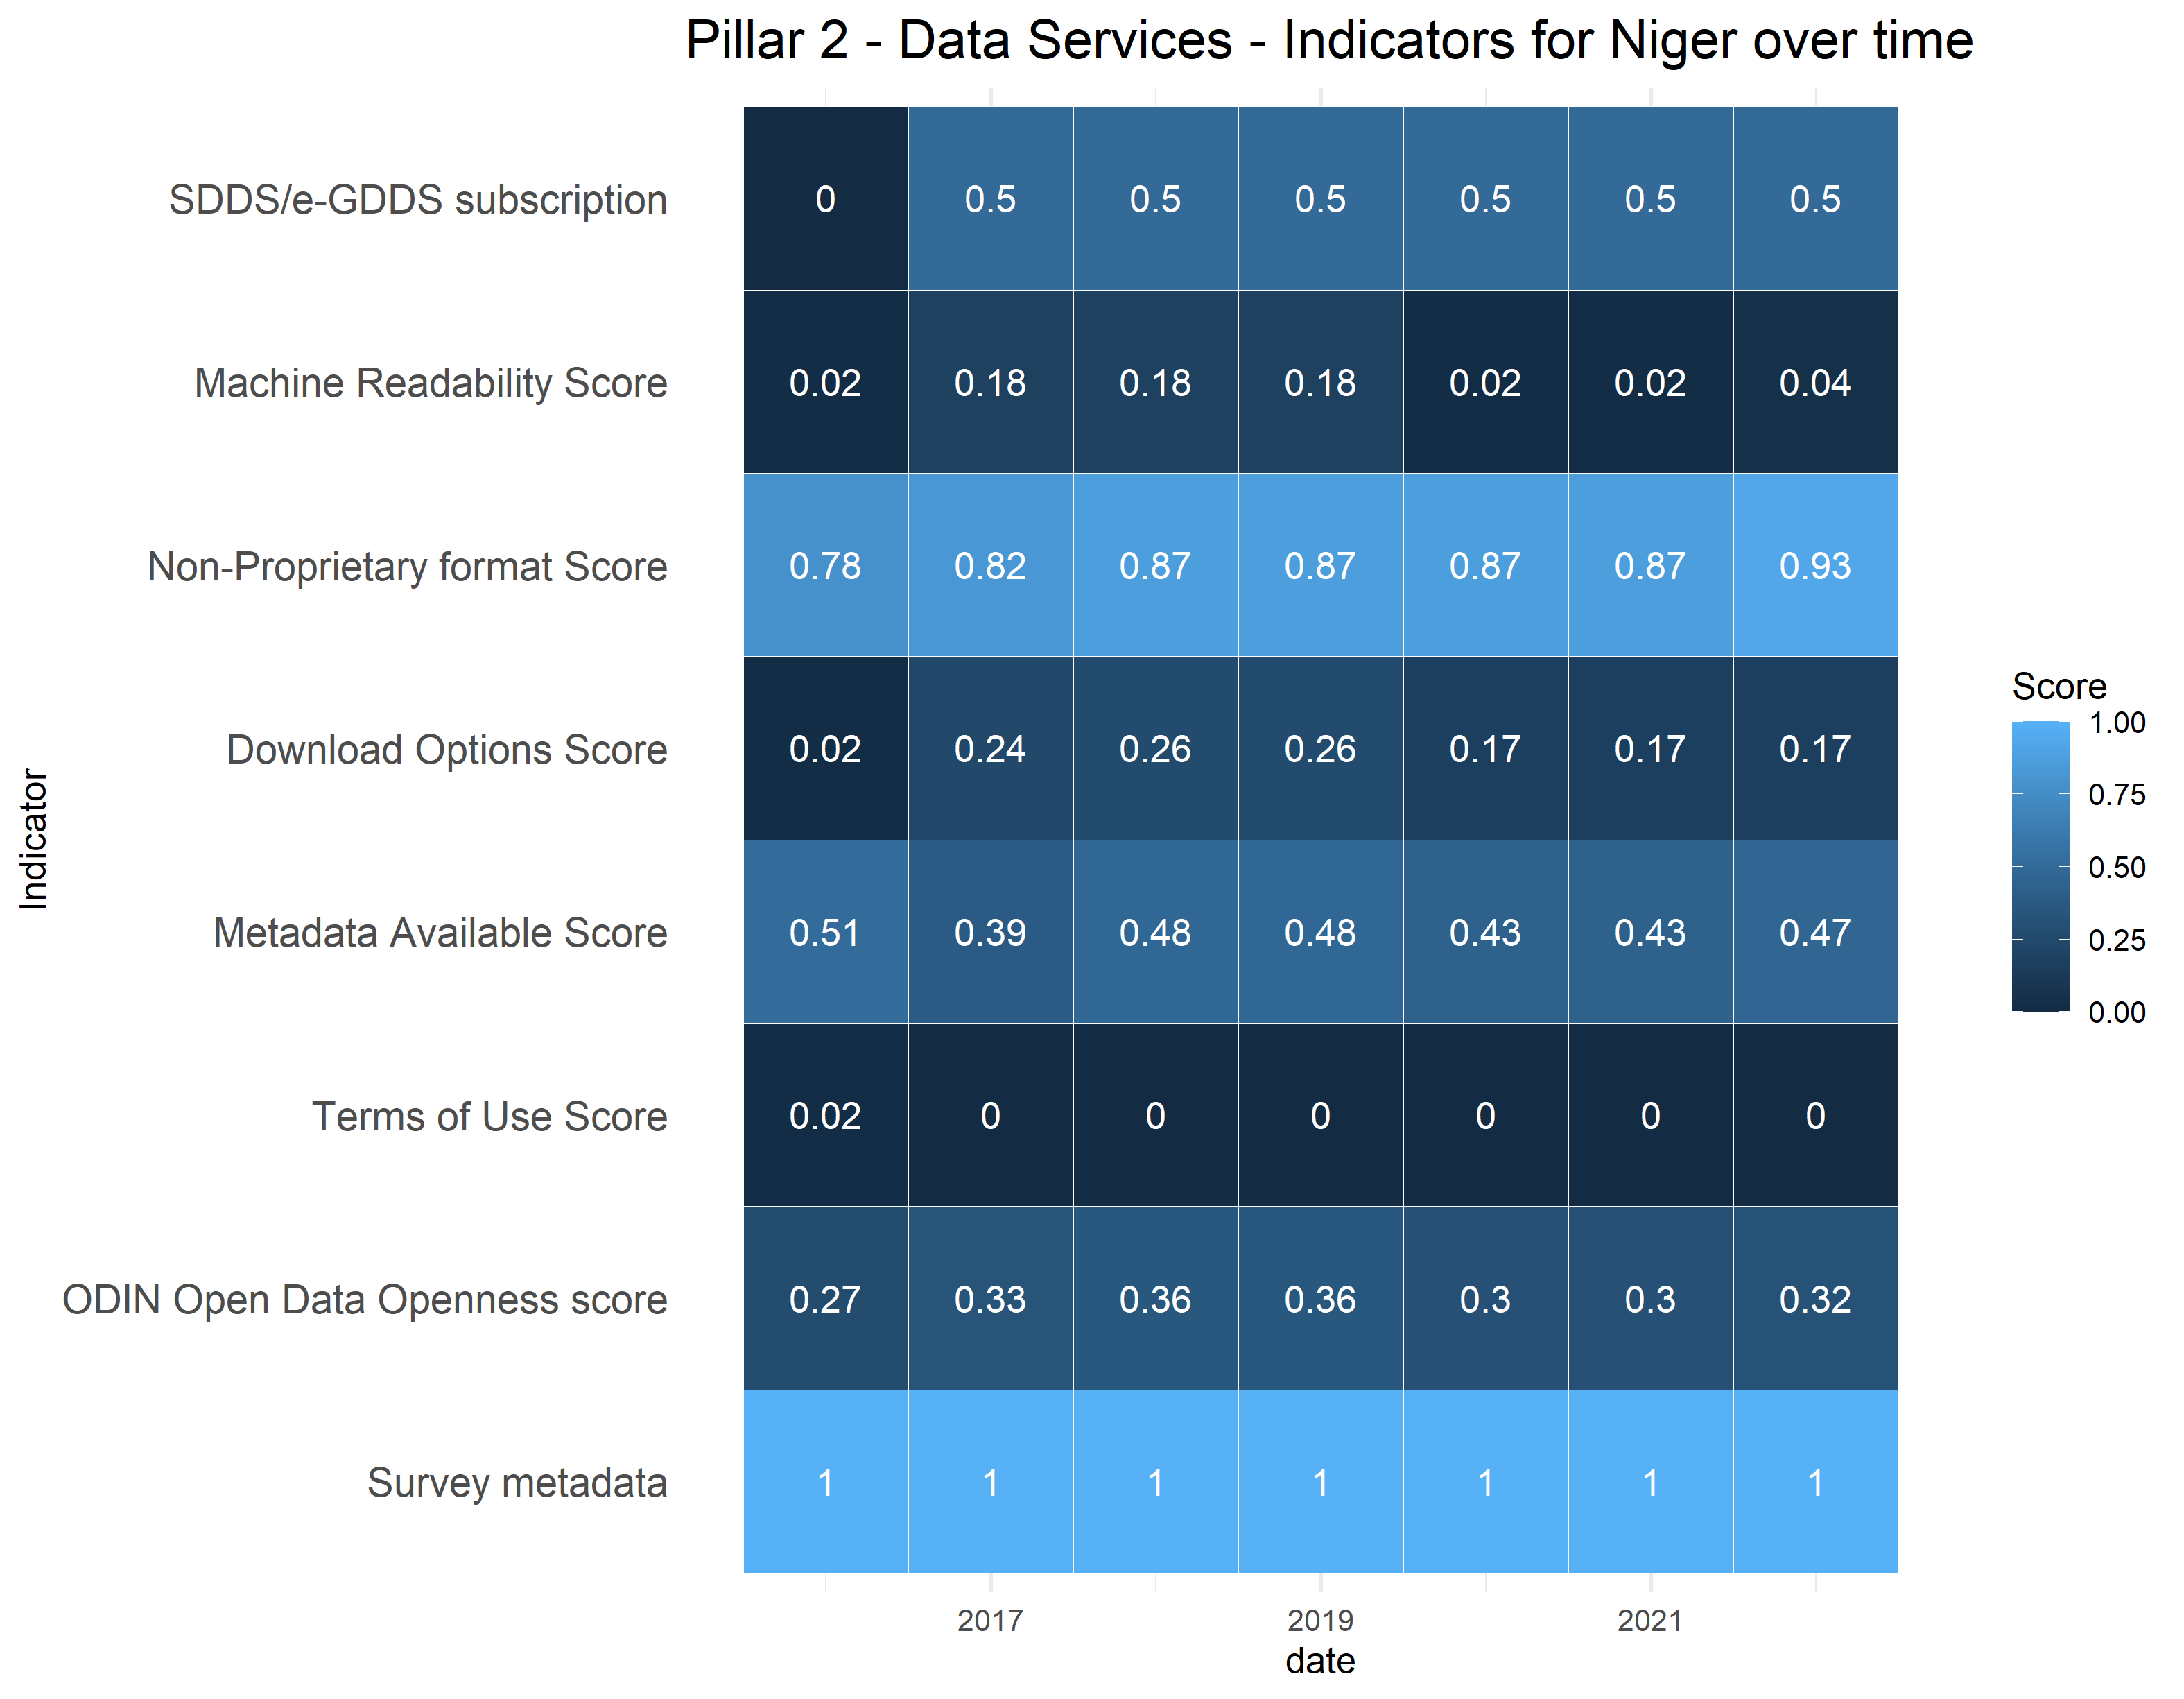 Pillar 2 - Data Services - Indicators for Niger over time
SDDS/e-GDDS subscription 0 0.5 0.5 0.5 0.5 0.5 0.5
Machine Readability Score 0.02 0.18 0.18 0.18 0.02 0.02 0.04
Non-Proprietary format Score 0.78 0.82 0.87 0.87 0.87 0.87 0.93
Download Options Score 0.02 0.24 0.26 0.26 0.17 0.17 0.17
Metadata Available Score 0.51 0.39 0.48 0.48 0.43 0.43 0.47
Terms of Use Score 0.02 0 0 0 0 0 0
ODIN Open Data Openness score 0.27 0.33 0.36 0.36 0.3 0.3 0.32
Survey metadata 1 1 1 1 1 1 1
2017 2019 2021
date
Indicator
Score
1.00
0.75
0.50
0.25
0.00